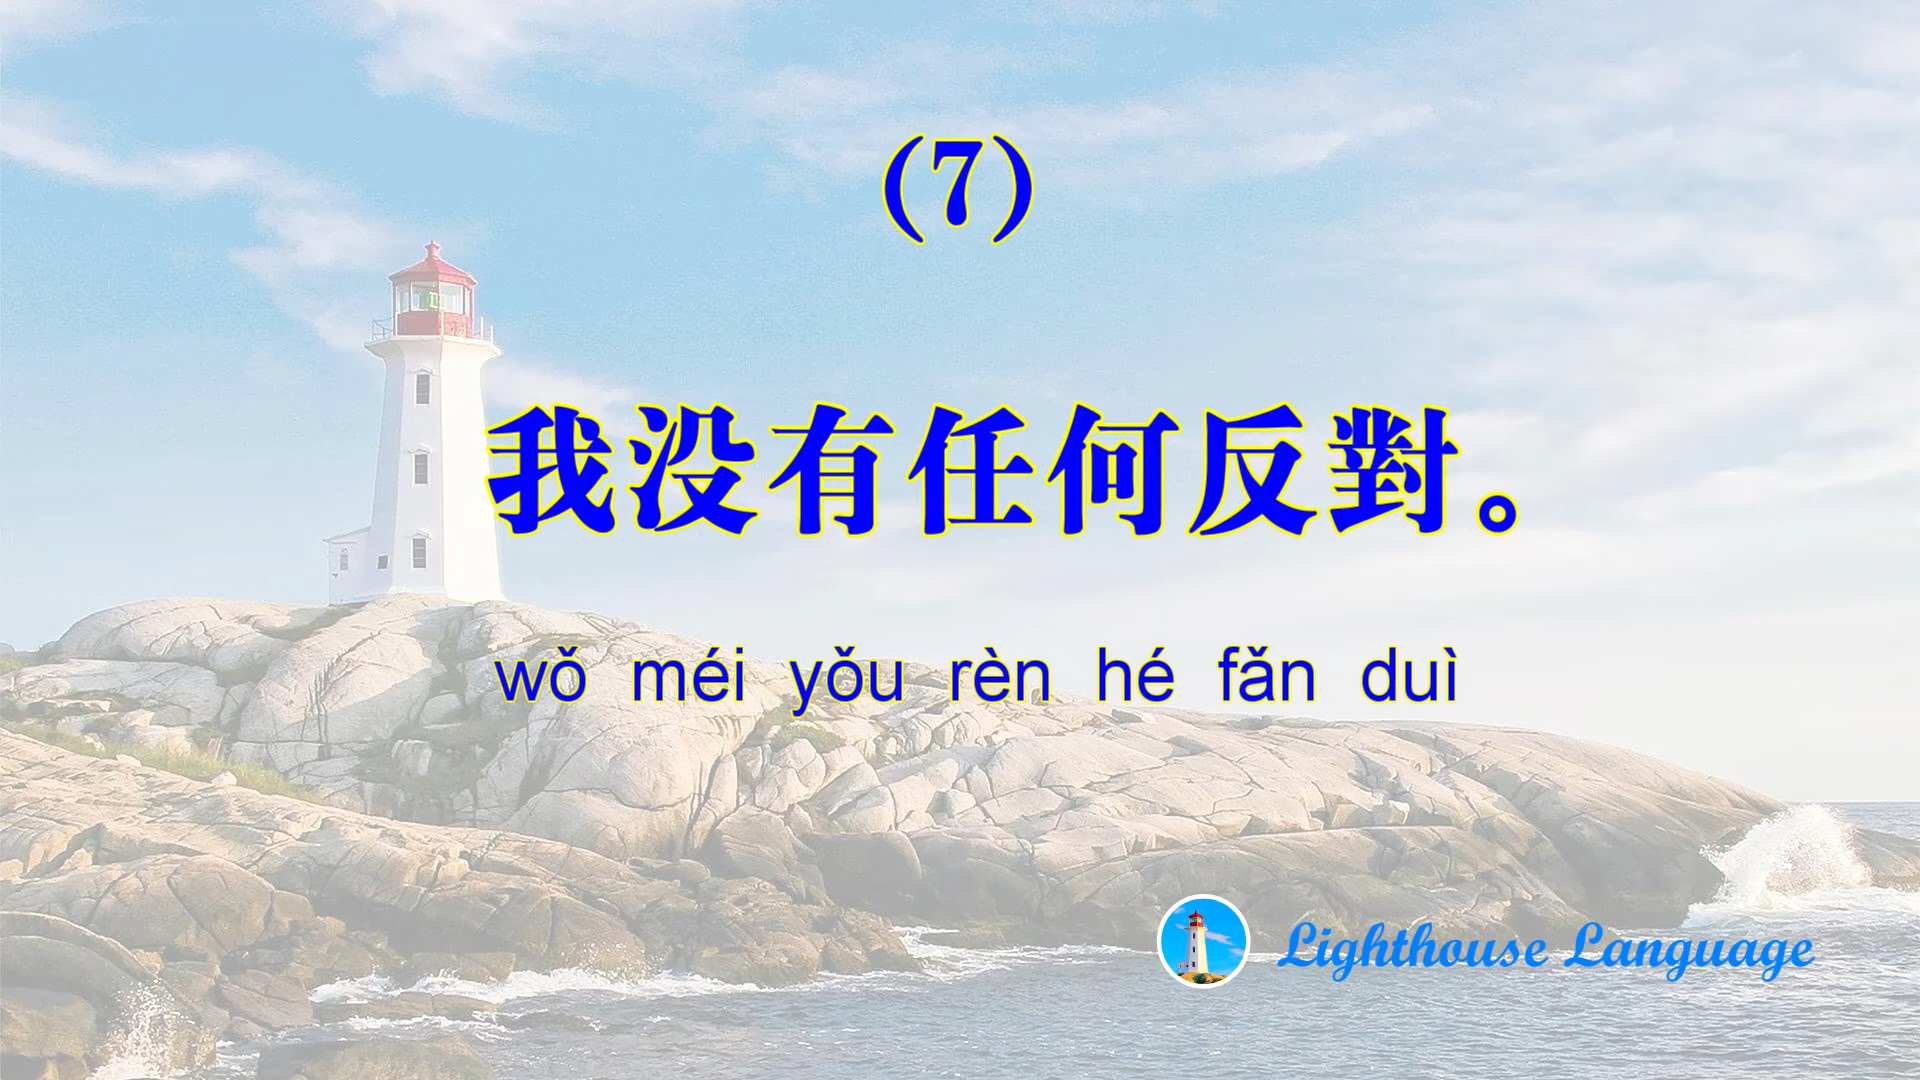 (7)
我没有任何反對。
wǒ méi yǒu rèn hé fǎn duì
Lighthouse Language